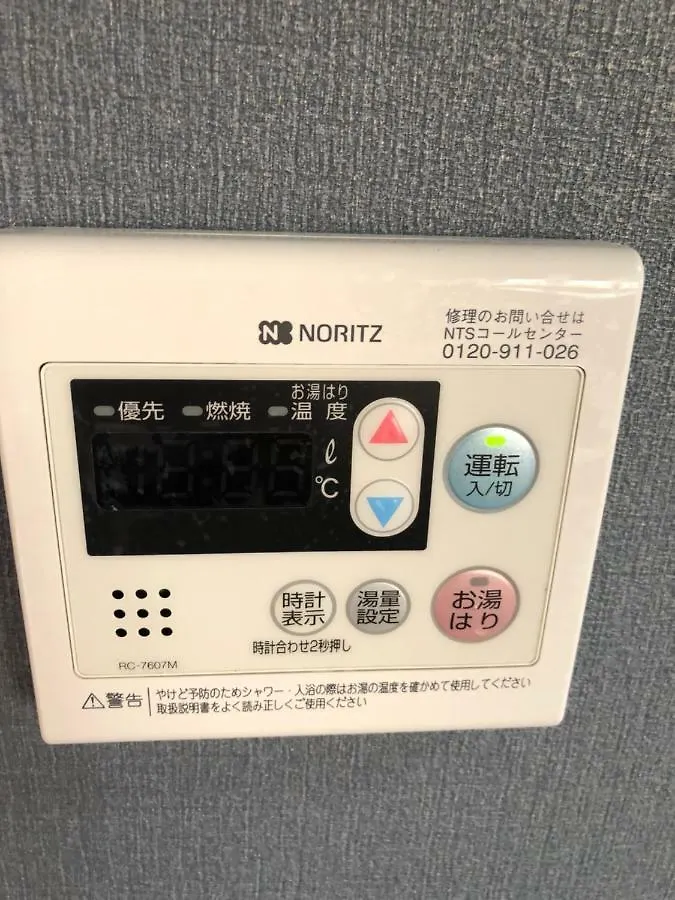 NORITZ
修理のお問い合せは
NTSコールセンター
0120-911-026
お湯はり
優先 燃焼 温度
ℓ
℃
運転
入/切
時計
表示
湯量
設定
お湯
はり
時計合わせ2秒押し
RC-7607M
警告 やけど予防のためシャワー・入浴の際はお湯の温度を確かめて使用してください
取扱説明書をよく読み正しくご使用ください